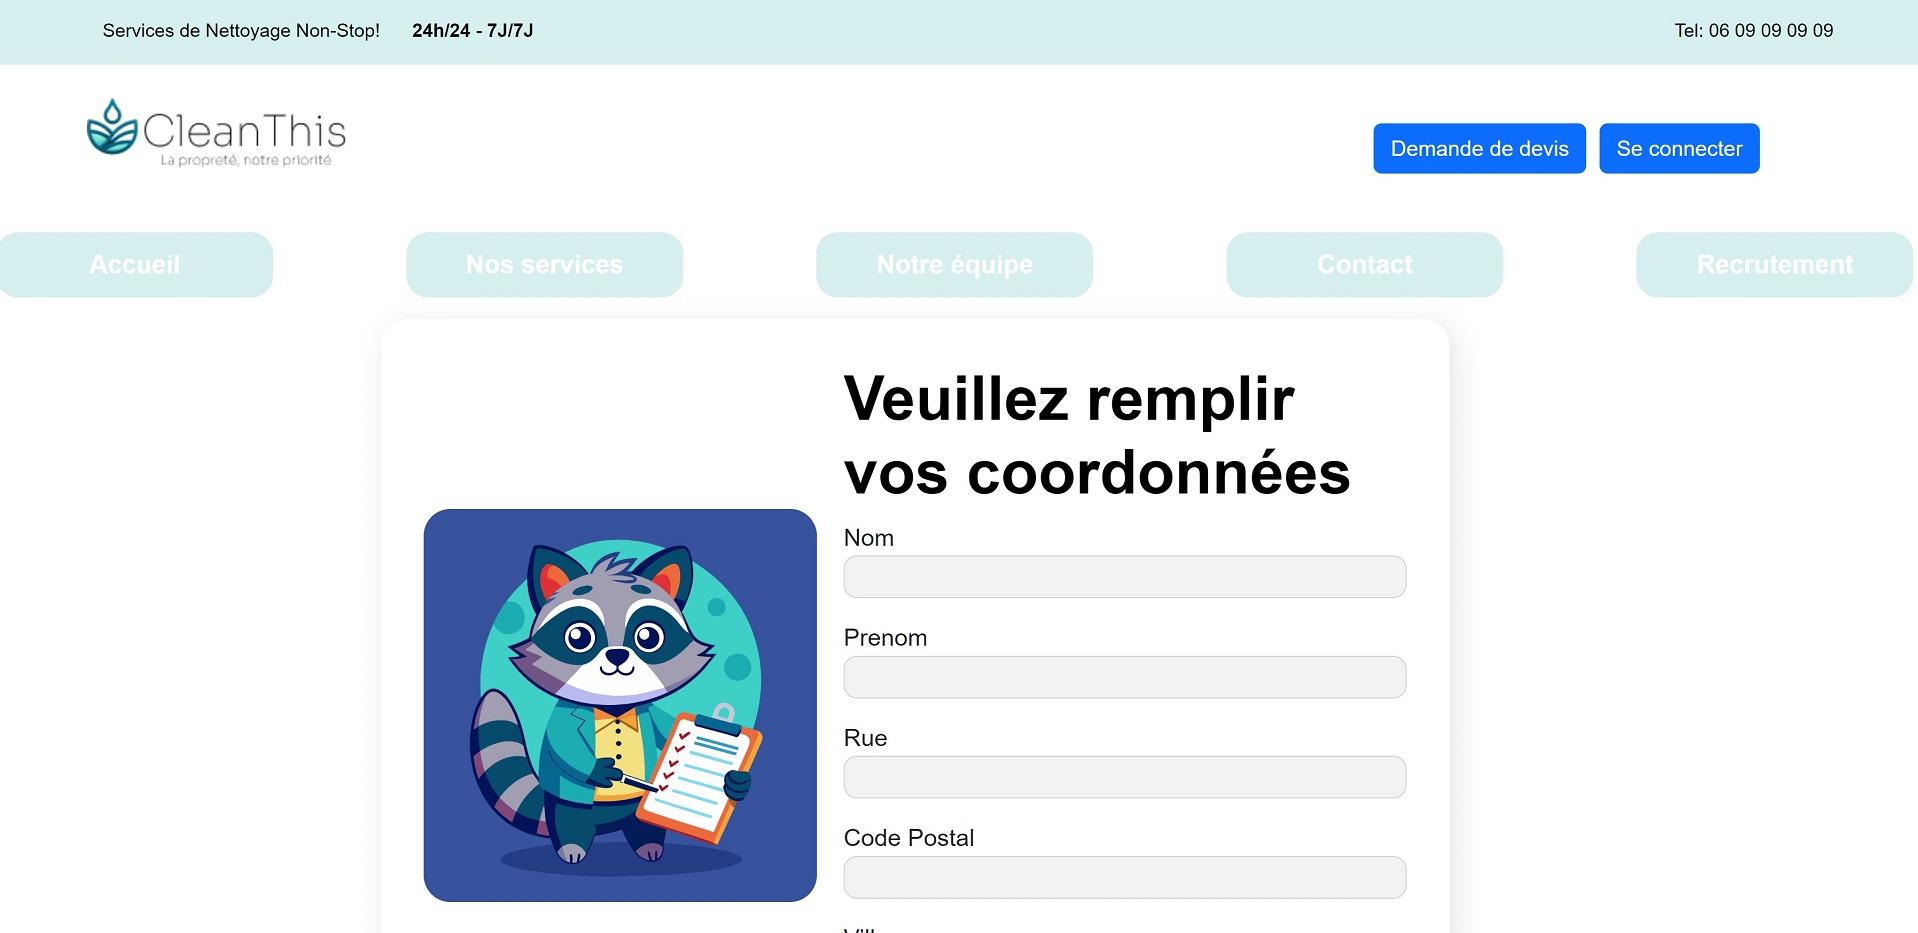 Services de Nettoyage Non-Stop! 24h/24 - 7J/7J Tel: 06 09 09 09 09
CleanThis
La propreté, notre priorité
Demande de devis Se connecter
Accueil Nos services Notre équipe Contact Recrutement
Veuillez remplir
vos coordonnées
Nom
Prenom
Rue
Code Postal